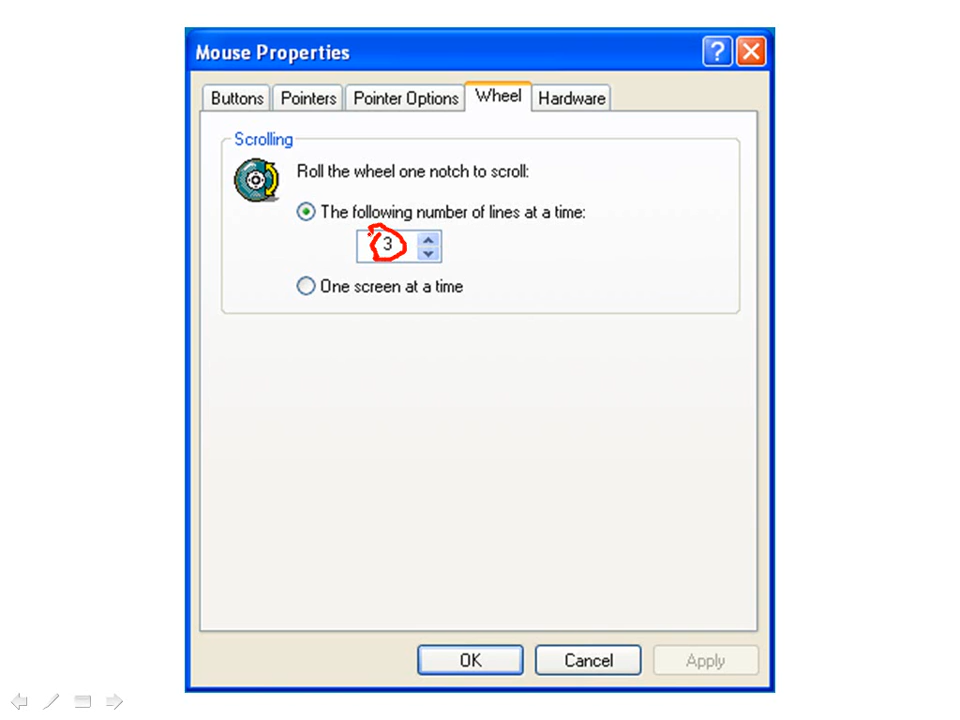 Mouse Properties
?
Buttons Pointers Pointer Options Wheel Hardware
Scrolling
Roll the wheel one notch to scroll:
The following number of lines at a time:
3
One screen at a time
OK Cancel Apply